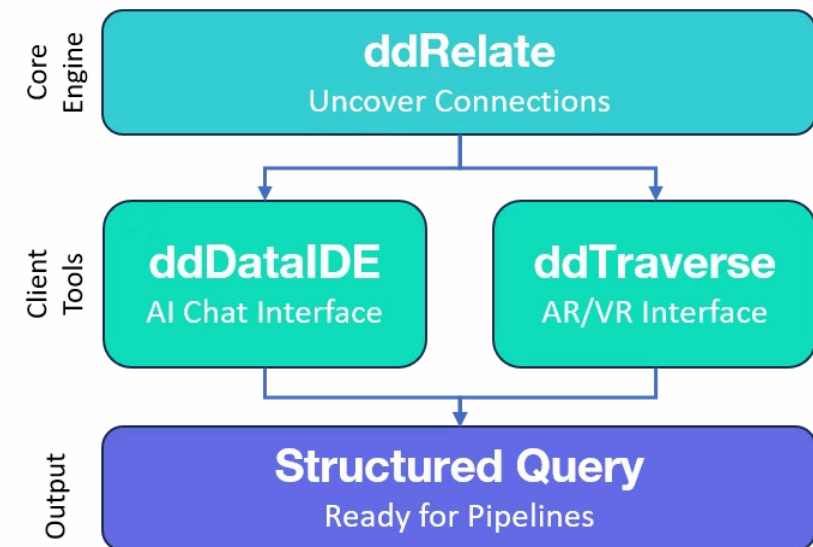 Core
Engine
ddRelate
Uncover Connections
Client
Tools
ddDataIDE
AI Chat Interface
ddTraverse
AR/VR Interface
Output
Structured Query
Ready for Pipelines